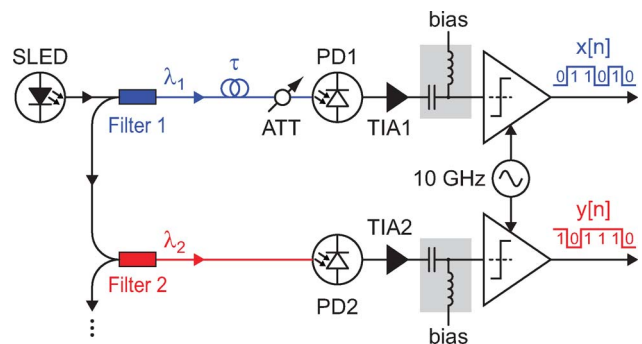 bias
SLED
λ₁
τ
PD1
x[n]
0 1 1 0 1 0
Filter 1
ATT
TIA1
10 GHz
λ₂
TIA2
y[n]
1 0 1 1 1 0
Filter 2
PD2
bias